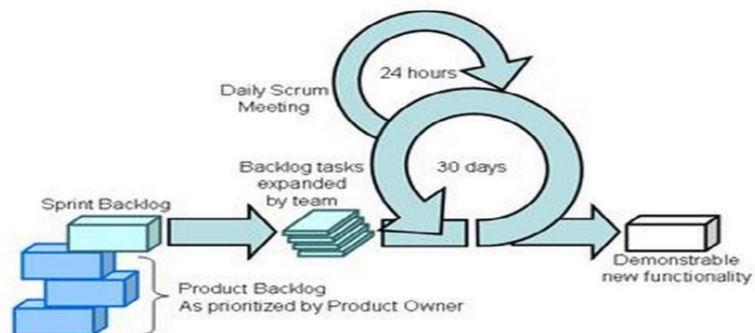 24 hours
Daily Scrum
Meeting
30 days
Backlog tasks
expanded
by team
Sprint Backlog
Demonstrable
new functionality
Product Backlog
As prioritized by Product Owner